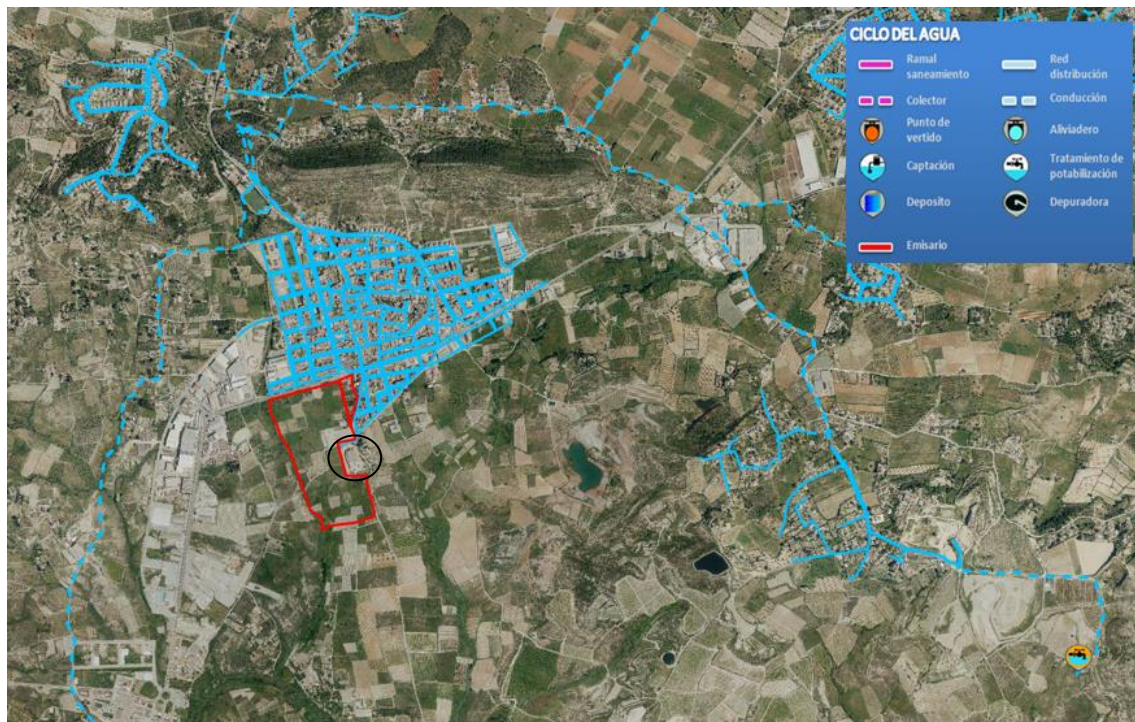 CICLO DEL AGUA
Ramal
saneamiento
Red
distribución
Colector
Conducción
Punto de
vertido
Aliviadero
Captación
Tratamiento de
potabilización
Deposito
Depuradora
Emisario